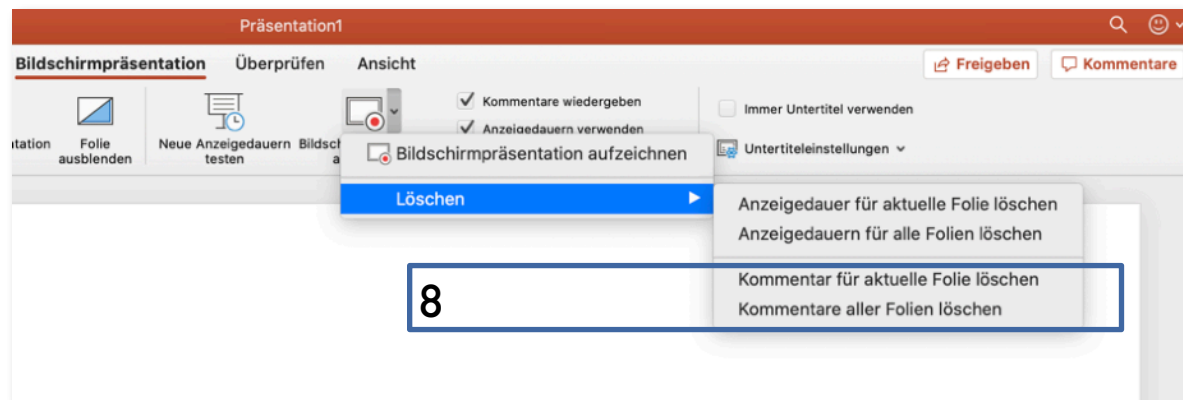 Präsentation1
Bildschirmpräsentation Überprüfen Ansicht Freigeben Kommentare
Kommentare wiedergeben
Anzeigedauern verwenden
Immer Untertitel verwenden
Folie ausblenden
Neue Anzeigedauern testen
Untertiteleinstellungen
Bildschirmpräsentation aufzeichnen
Löschen
Anzeigedauer für aktuelle Folie löschen
Anzeigedauern für alle Folien löschen
8
Kommentar für aktuelle Folie löschen
Kommentare aller Folien löschen